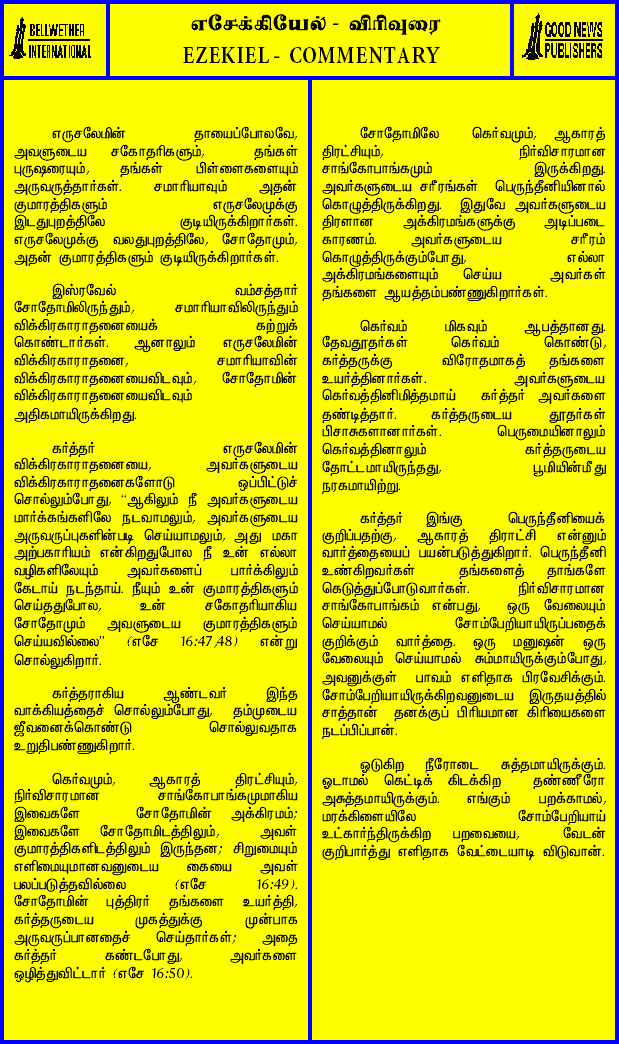 BELLWETHER
INTERNATIONAL
எசேக்கியேல் - விரிவுரை
EZEKIEL - COMMENTARY
GOOD NEWS
PUBLISHERS
எருசலேமின் தாயைப்போலவே,
அவளுடைய சகோதரிகளும், தங்கள்
புருஷரையும், தங்கள் பிள்ளைகளையும்
அருவருத்தார்கள். சமாரியாவும் அதன்
குமாரத்திகளும் எருசலேமுக்கு
இடதுபுறத்திலே குடியிருக்கிறார்கள்.
எருசலேமுக்கு வலதுபுறத்திலே, சோதோமும்,
அதன் குமாரத்திகளும் குடியிருக்கிறார்கள்.
இஸ்ரவேல் வம்சத்தார்
சோதோமிலிருந்தும், சமாரியாவிலிருந்தும்
விக்கிரகாராதனையைக் கற்றுக்
கொண்டார்கள். ஆனாலும் எருசலேமின்
விக்கிரகாராதனை, சமாரியாவின்
விக்கிரகாராதனையைவிடவும், சோதோமின்
விக்கிரகாராதனையைவிடவும்
அதிகமாயிருக்கிறது.
கர்த்தர் எருசலேமின்
விக்கிரகாராதனையை, அவர்களுடைய
விக்கிரகாராதனைகளோடு ஒப்பிட்டுச்
சொல்லும்போது, “ஆகிலும் நீ அவர்களுடைய
மார்க்கங்களிலே நடவாமலும், அவர்களுடைய
அருவருப்புகளின்படி செய்யாமலும், அது மகா
அற்பகாரியம் என்கிறதுபோல நீ உன் எல்லா
வழிகளிலேயும் அவர்களைப் பார்க்கிலும்
கேடாய் நடந்தாய். நீயும் உன் குமாரத்திகளும்
செய்ததுபோல, உன் சகோதரியாகிய
சோதோமும் அவளுடைய குமாரத்திகளும்
செய்யவில்லை” (எசே 16:47,48) என்று
சொல்லுகிறார்.
கர்த்தராகிய ஆண்டவர் இந்த
வாக்கியத்தைச் சொல்லும்போது, தம்முடைய
ஜீவனைக்கொண்டு சொல்லுவதாக
உறுதிபண்ணுகிறார்.
கெர்வமும், ஆகாரத் திரட்சியும்,
நிர்விசாரமான சாங்கோபாங்கமுமாகிய
இவைகளே சோதோமின் அக்கிரமம்;
இவைகளே சோதோமிடத்திலும், அவள்
குமாரத்திகளிடத்திலும் இருந்தன; சிறுமையும்
எளிமையுமானவனுடைய கையை அவள்
பலப்படுத்தவில்லை (எசே 16:49).
சோதோமின் புத்திரர் தங்களை உயர்த்தி,
கர்த்தருடைய முகத்துக்கு முன்பாக
அருவருப்பானதைச் செய்தார்கள்; அதை
கர்த்தர் கண்டபோது, அவர்களை
ஒழித்துவிட்டார் (எசே 16:50).
சோதோமிலே கெர்வமும், ஆகாரத்
திரட்சியும், நிர்விசாரமான
சாங்கோபாங்கமும் இருக்கிறது.
அவர்களுடைய சரீரங்கள் பெருந்தீனியினால்
கொழுத்திருக்கிறது. இதுவே அவர்களுடைய
திரளான அக்கிரமங்களுக்கு அடிப்படை
காரணம். அவர்களுடைய சரீரம்
கொழுத்திருக்கும்போது, எல்லா
அக்கிரமங்களையும் செய்ய அவர்கள்
தங்களை ஆயத்தம்பண்ணுகிறார்கள்.
கெர்வம் மிகவும் ஆபத்தானது.
தேவதூதர்கள் கெர்வம் கொண்டு,
கர்த்தருக்கு விரோதமாகத் தங்களை
உயர்த்தினார்கள். அவர்களுடைய
கெர்வத்தினிமித்தமாய் கர்த்தர் அவர்களை
தண்டித்தார். கர்த்தருடைய தூதர்கள்
பிசாசுகளானார்கள். பெருமையினாலும்
கெர்வத்தினாலும் கர்த்தருடைய
தோட்டமாயிருந்தது, பூமியின்மீது
நரகமாயிற்று.
கர்த்தர் இங்கு பெருந்தீனியைக்
குறிப்பதற்கு, ஆகாரத் திராட்சி என்னும்
வார்த்தையைப் பயன்படுத்துகிறார். பெருந்தீனி
உண்கிறவர்கள் தங்களைத் தாங்களே
கெடுத்துப்போடுவார்கள். நிர்விசாரமான
சாங்கோபாங்கம் என்பது, ஒரு வேலையும்
செய்யாமல் சோம்பேறியாயிருப்பதைக்
குறிக்கும் வார்த்தை. ஒரு மனுஷன் ஒரு
வேலையும் செய்யாமல் சும்மாயிருக்கும்போது,
அவனுக்குள் பாவம் எளிதாக பிரவேசிக்கும்.
சோம்பேறியாயிருக்கிறவனுடைய இருதயத்தில்
சாத்தான் தனக்குப் பிரியமான கிரியைகளை
நடப்பிப்பான்.
ஓடுகிற நீரோடை சுத்தமாயிருக்கும்.
ஓடாமல் கெட்டிக் கிடக்கிற தண்ணீரோ
அசுத்தமாயிருக்கும். எங்கும் பறக்காமல்,
மரக்கிளையிலே சோம்பேறியாய்
உட்கார்ந்திருக்கிற பறவையை, வேடன்
குறிபார்த்து எளிதாக வேட்டையாடி விடுவான்.